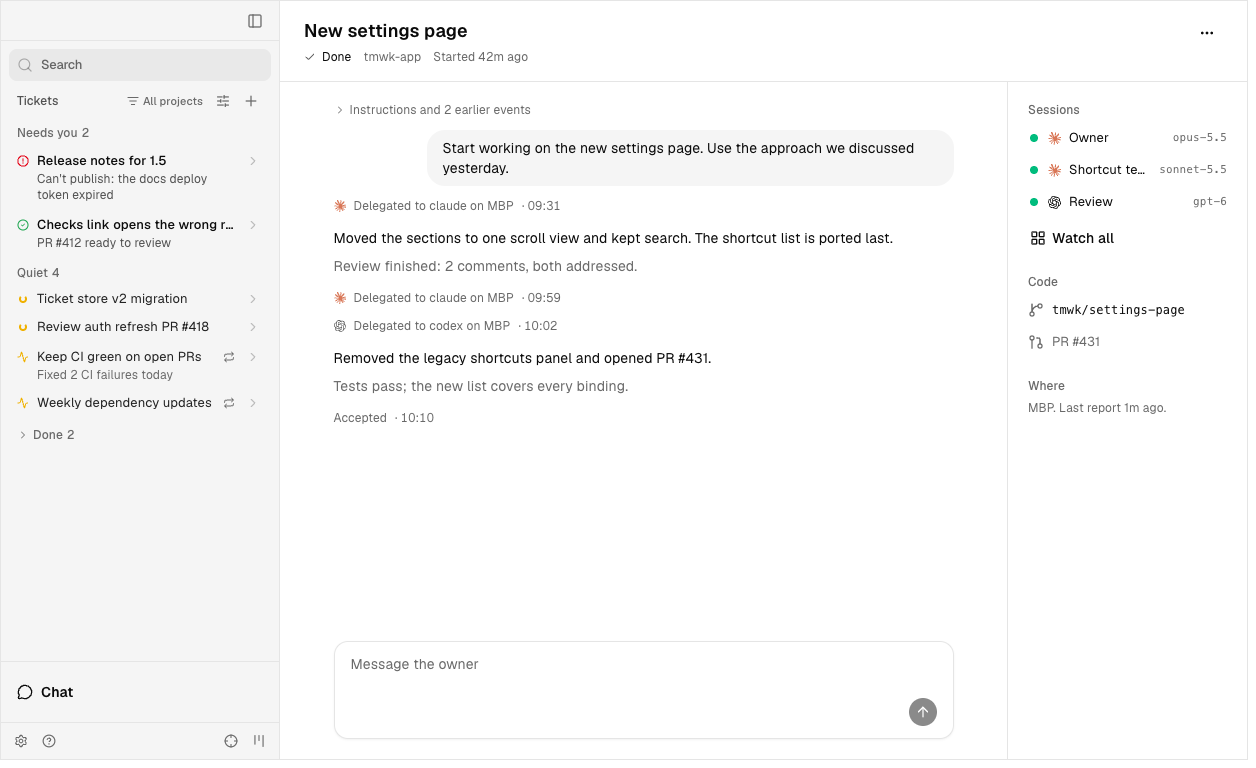 Search
Tickets
All projects
Needs you 2
Release notes for 1.5
Can't publish: the docs deploy
token expired
Checks link opens the wrong r…
PR #412 ready to review
Quiet 4
Ticket store v2 migration
Review auth refresh PR #418
Keep CI green on open PRs
Fixed 2 CI failures today
Weekly dependency updates
Done 2
Chat
New settings page
Done tmwk-app Started 42m ago
Instructions and 2 earlier events
Start working on the new settings page. Use the approach we discussed
yesterday.
Delegated to claude on MBP · 09:31
Moved the sections to one scroll view and kept search. The shortcut list is ported last.
Review finished: 2 comments, both addressed.
Delegated to claude on MBP · 09:59
Delegated to codex on MBP · 10:02
Removed the legacy shortcuts panel and opened PR #431.
Tests pass; the new list covers every binding.
Accepted · 10:10
Message the owner
Sessions
Owner opus-5.5
Shortcut te… sonnet-5.5
Review gpt-6
Watch all
Code
tmwk/settings-page
PR #431
Where
MBP. Last report 1m ago.